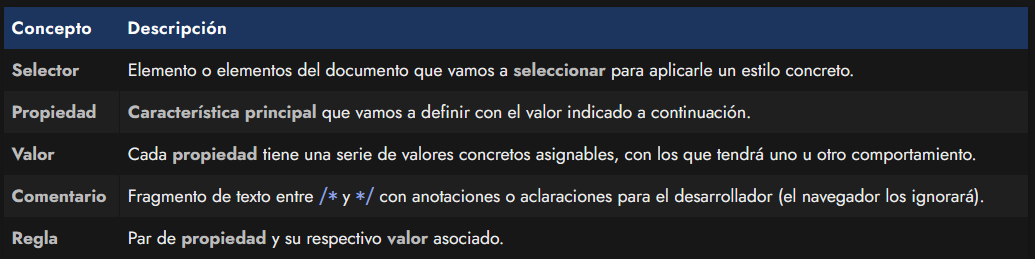 Concepto Descripción
Selector Elemento o elementos del documento que vamos a seleccionar para aplicarle un estilo concreto.
Propiedad Característica principal que vamos a definir con el valor indicado a continuación.
Valor Cada propiedad tiene una serie de valores concretos asignables, con los que tendrá uno u otro comportamiento.
Comentario Fragmento de texto entre /* y */ con anotaciones o aclaraciones para el desarrollador (el navegador los ignorará).
Regla Par de propiedad y su respectivo valor asociado.